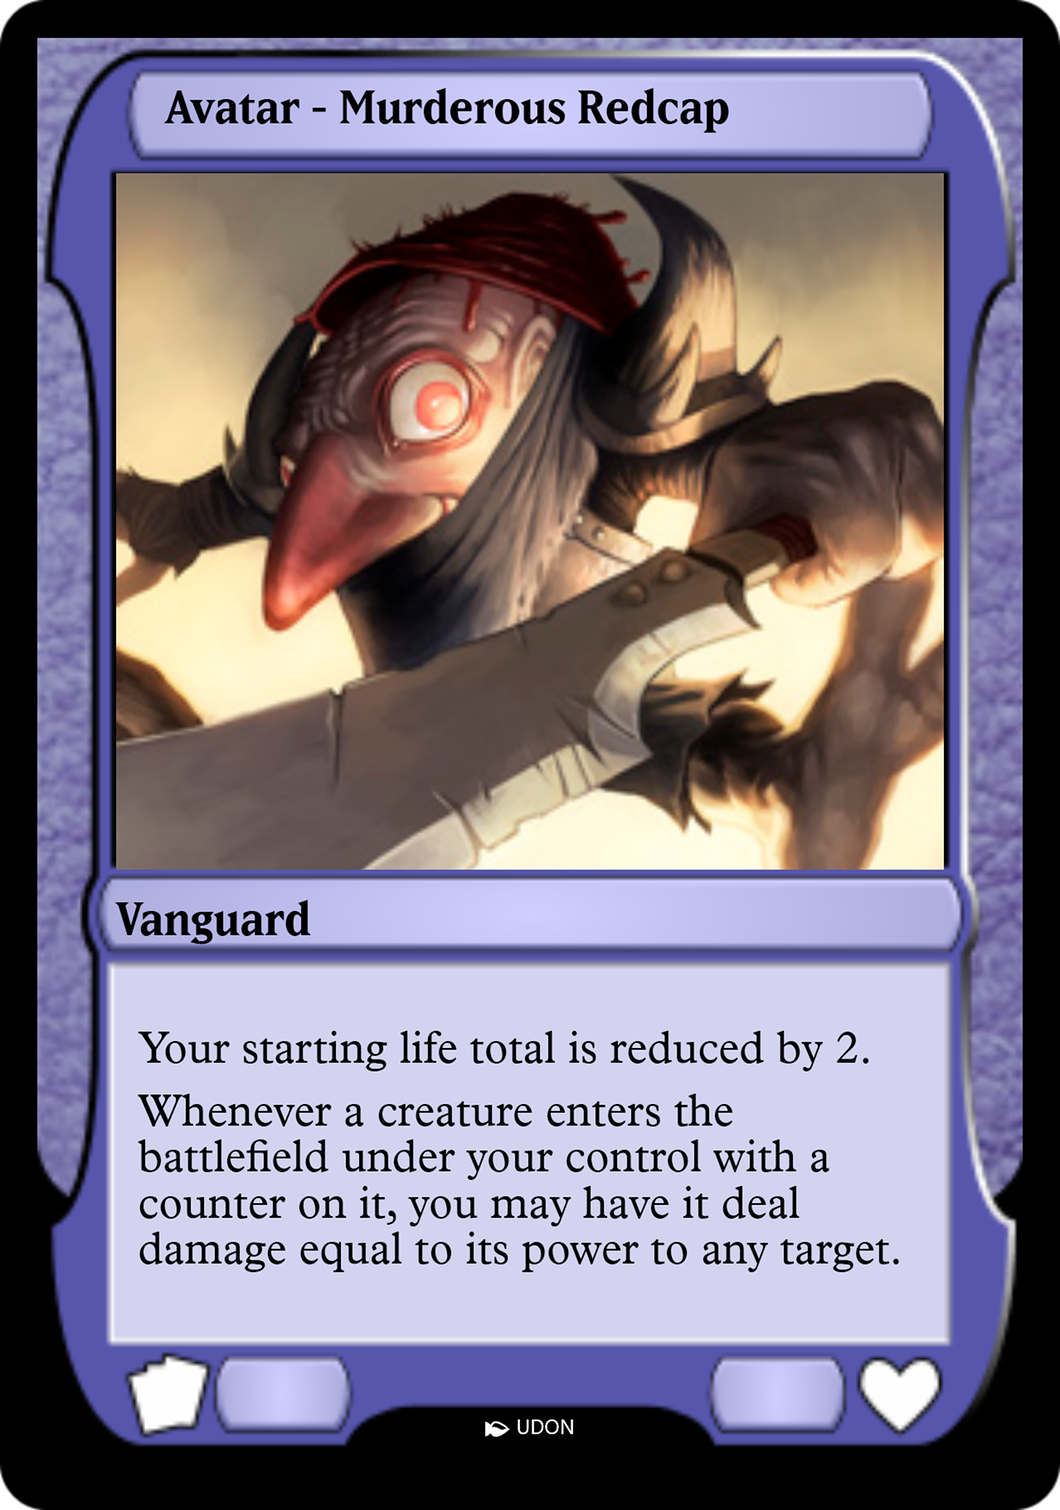 Avatar - Murderous Redcap
Vanguard
Your starting life total is reduced by 2.
Whenever a creature enters the
battlefield under your control with a
counter on it, you may have it deal
damage equal to its power to any target.
UDON